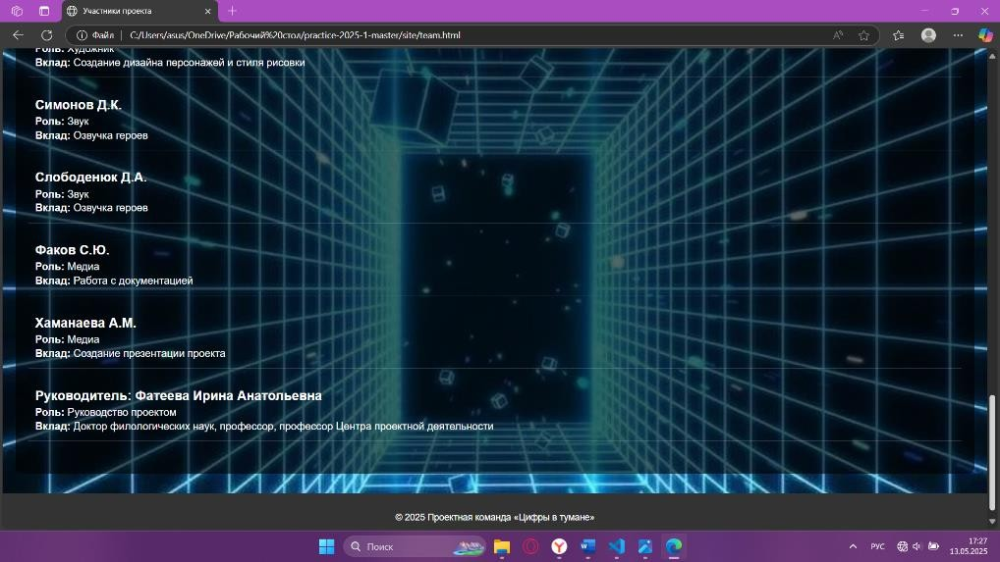 Участники проекта
Файл
C:/Users/asus/OneDrive/Рабочий%20стол/practice-2025-1-master/site/team.html
Роль: Художник
Вклад: Создание дизайна персонажей и стиля рисовки
Симонов Д.К.
Роль: Звук
Вклад: Озвучка героев
Слободенюк Д.А.
Роль: Звук
Вклад: Озвучка героев
Факов С.Ю.
Роль: Медиа
Вклад: Работа с документацией
Хаманаева А.М.
Роль: Медиа
Вклад: Создание презентации проекта
Руководитель: Фатеева Ирина Анатольевна
Роль: Руководство проектом
Вклад: Доктор филологических наук, профессор, профессор Центра проектной деятельности
© 2025 Проектная команда «Цифры в тумане»
Поиск
РУС
17:27
13.05.2025